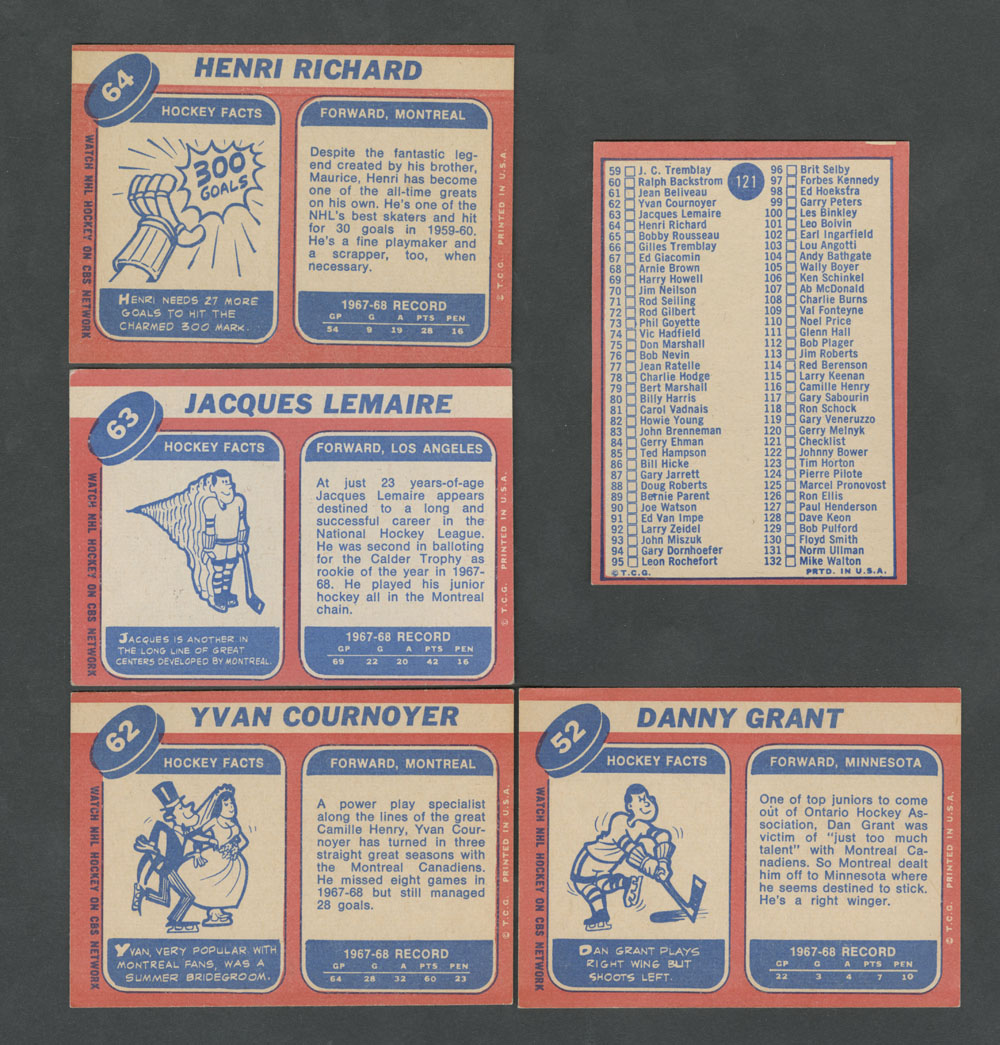 64
HENRI RICHARD
HOCKEY FACTS
300
GOALS
HENRI NEEDS 27 MORE
GOALS TO HIT THE
CHARMED 300 MARK.
FORWARD, MONTREAL
Despite the fantastic leg-
end created by his brother,
Maurice, Henri has become
one of the all-time greats
on his own. He's one of the
NHL's best skaters and hit
for 30 goals in 1959-60.
He's a fine playmaker and
a scrapper, too, when
necessary.
1967-68 RECORD
GP G A PTS PEN
54 9 19 28 16
WATCH NHL HOCKEY ON CBS NETWORK
© T.C.G. PRINTED IN U.S.A.
63
JACQUES LEMAIRE
HOCKEY FACTS
JACQUES IS ANOTHER IN
THE LONG LINE OF GREAT
CENTERS DEVELOPED BY MONTREAL.
FORWARD, LOS ANGELES
At just 23 years-of-age
Jacques Lemaire appears
destined to a long and
successful career in the
National Hockey League.
He was second in balloting
for the Calder Trophy as
rookie of the year in 1967-
68. He played his junior
hockey all in the Montreal
chain.
1967-68 RECORD
GP G A PTS PEN
69 22 20 42 16
WATCH NHL HOCKEY ON CBS NETWORK
© T.C.G. PRINTED IN U.S.A.
62
YVAN COURNOYER
HOCKEY FACTS
YVAN, VERY POPULAR WITH
MONTREAL FANS, WAS A
SUMMER BRIDEGROOM.
FORWARD, MONTREAL
A power play specialist
along the lines of the great
Camille Henry, Yvan Cour-
noyer has turned in three
straight great seasons with
the Montreal Canadiens.
He missed eight games in
1967-68 but still managed
28 goals.
1967-68 RECORD
GP G A PTS PEN
64 28 32 60 23
WATCH NHL HOCKEY ON CBS NETWORK
© T.C.G. PRINTED IN U.S.A.
52
DANNY GRANT
HOCKEY FACTS
DAN GRANT PLAYS
RIGHT WING BUT
SHOOTS LEFT.
FORWARD, MINNESOTA
One of top juniors to come
out of Ontario Hockey As-
sociation, Dan Grant was
victim of "just too much
talent" with Montreal Ca-
nadiens. So Montreal dealt
him off to Minnesota where
he seems destined to stick.
He's a right winger.
1967-68 RECORD
GP G A PTS PEN
22 3 4 7 10
WATCH NHL HOCKEY ON CBS NETWORK
© T.C.G. PRINTED IN U.S.A.
121
59 J. C. Tremblay
60 Ralph Backstrom
61 Jean Beliveau
62 Yvan Cournoyer
63 Jacques Lemaire
64 Henri Richard
65 Bobby Rousseau
66 Gilles Tremblay
67 Ed Giacomin
68 Arnie Brown
69 Harry Howell
70 Jim Neilson
71 Rod Seiling
72 Rod Gilbert
73 Phil Goyette
74 Vic Hadfield
75 Don Marshall
76 Bob Nevin
77 Jean Ratelle
78 Charlie Hodge
79 Bert Marshall
80 Billy Harris
81 Carol Vadnais
82 Howie Young
83 John Brenneman
84 Gerry Ehman
85 Ted Hampson
86 Bill Hicke
87 Gary Jarrett
88 Doug Roberts
89 Bernie Parent
90 Joe Watson
91 Ed Van Impe
92 Larry Zeidel
93 John Miszuk
94 Gary Dornhoefer
95 Leon Rochefort
96 Brit Selby
97 Forbes Kennedy
98 Ed Hoekstra
99 Garry Peters
100 Les Binkley
101 Leo Boivin
102 Earl Ingarfield
103 Lou Angotti
104 Andy Bathgate
105 Wally Boyer
106 Ken Schinkel
107 Ab McDonald
108 Charlie Burns
109 Val Fonteyne
110 Noel Price
111 Glenn Hall
112 Bob Plager
113 Jim Roberts
114 Red Berenson
115 Larry Keenan
116 Camille Henry
117 Gary Sabourin
118 Ron Schock
119 Gary Veneruzzo
120 Gerry Melnyk
121 Checklist
122 Johnny Bower
123 Tim Horton
124 Pierre Pilote
125 Marcel Pronovost
126 Ron Ellis
127 Paul Henderson
128 Dave Keon
129 Bob Pulford
130 Floyd Smith
131 Norm Ullman
132 Mike Walton
© T.C.G. PRTD. IN U.S.A.